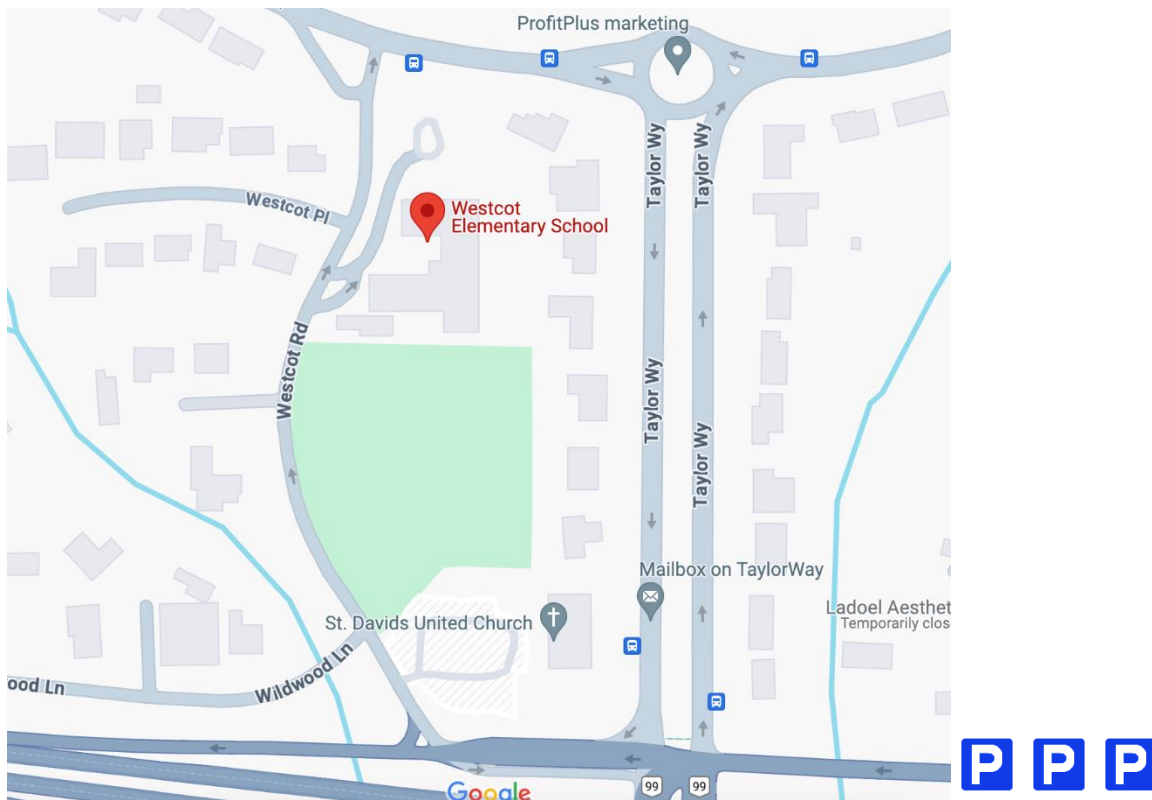 ProfitPlus marketing
Taylor Wy
Taylor Wy
Westcot Pl
Westcot
Elementary School
Westcot Rd
Taylor Wy
Taylor Wy
Mailbox on TaylorWay
St. Davids United Church
Ladoel Aesthet
Temporarily clos
Wildwood Ln
ood Ln
Google
99
99
P
P
P